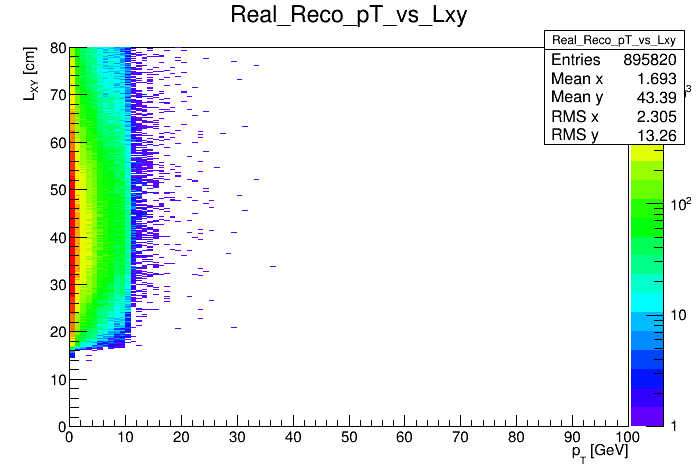 Real_Reco_pT_vs_Lxy
Real_Reco_pT_vs_Lxy
Entries 895820
Mean x 1.693
Mean y 43.39
RMS x 2.305
RMS y 13.26
L_XY [cm]
80
70
60
50
40
30
20
10
0
0 10 20 30 40 50 60 70 80 90 100
p_T [GeV]
3
10²
10
1